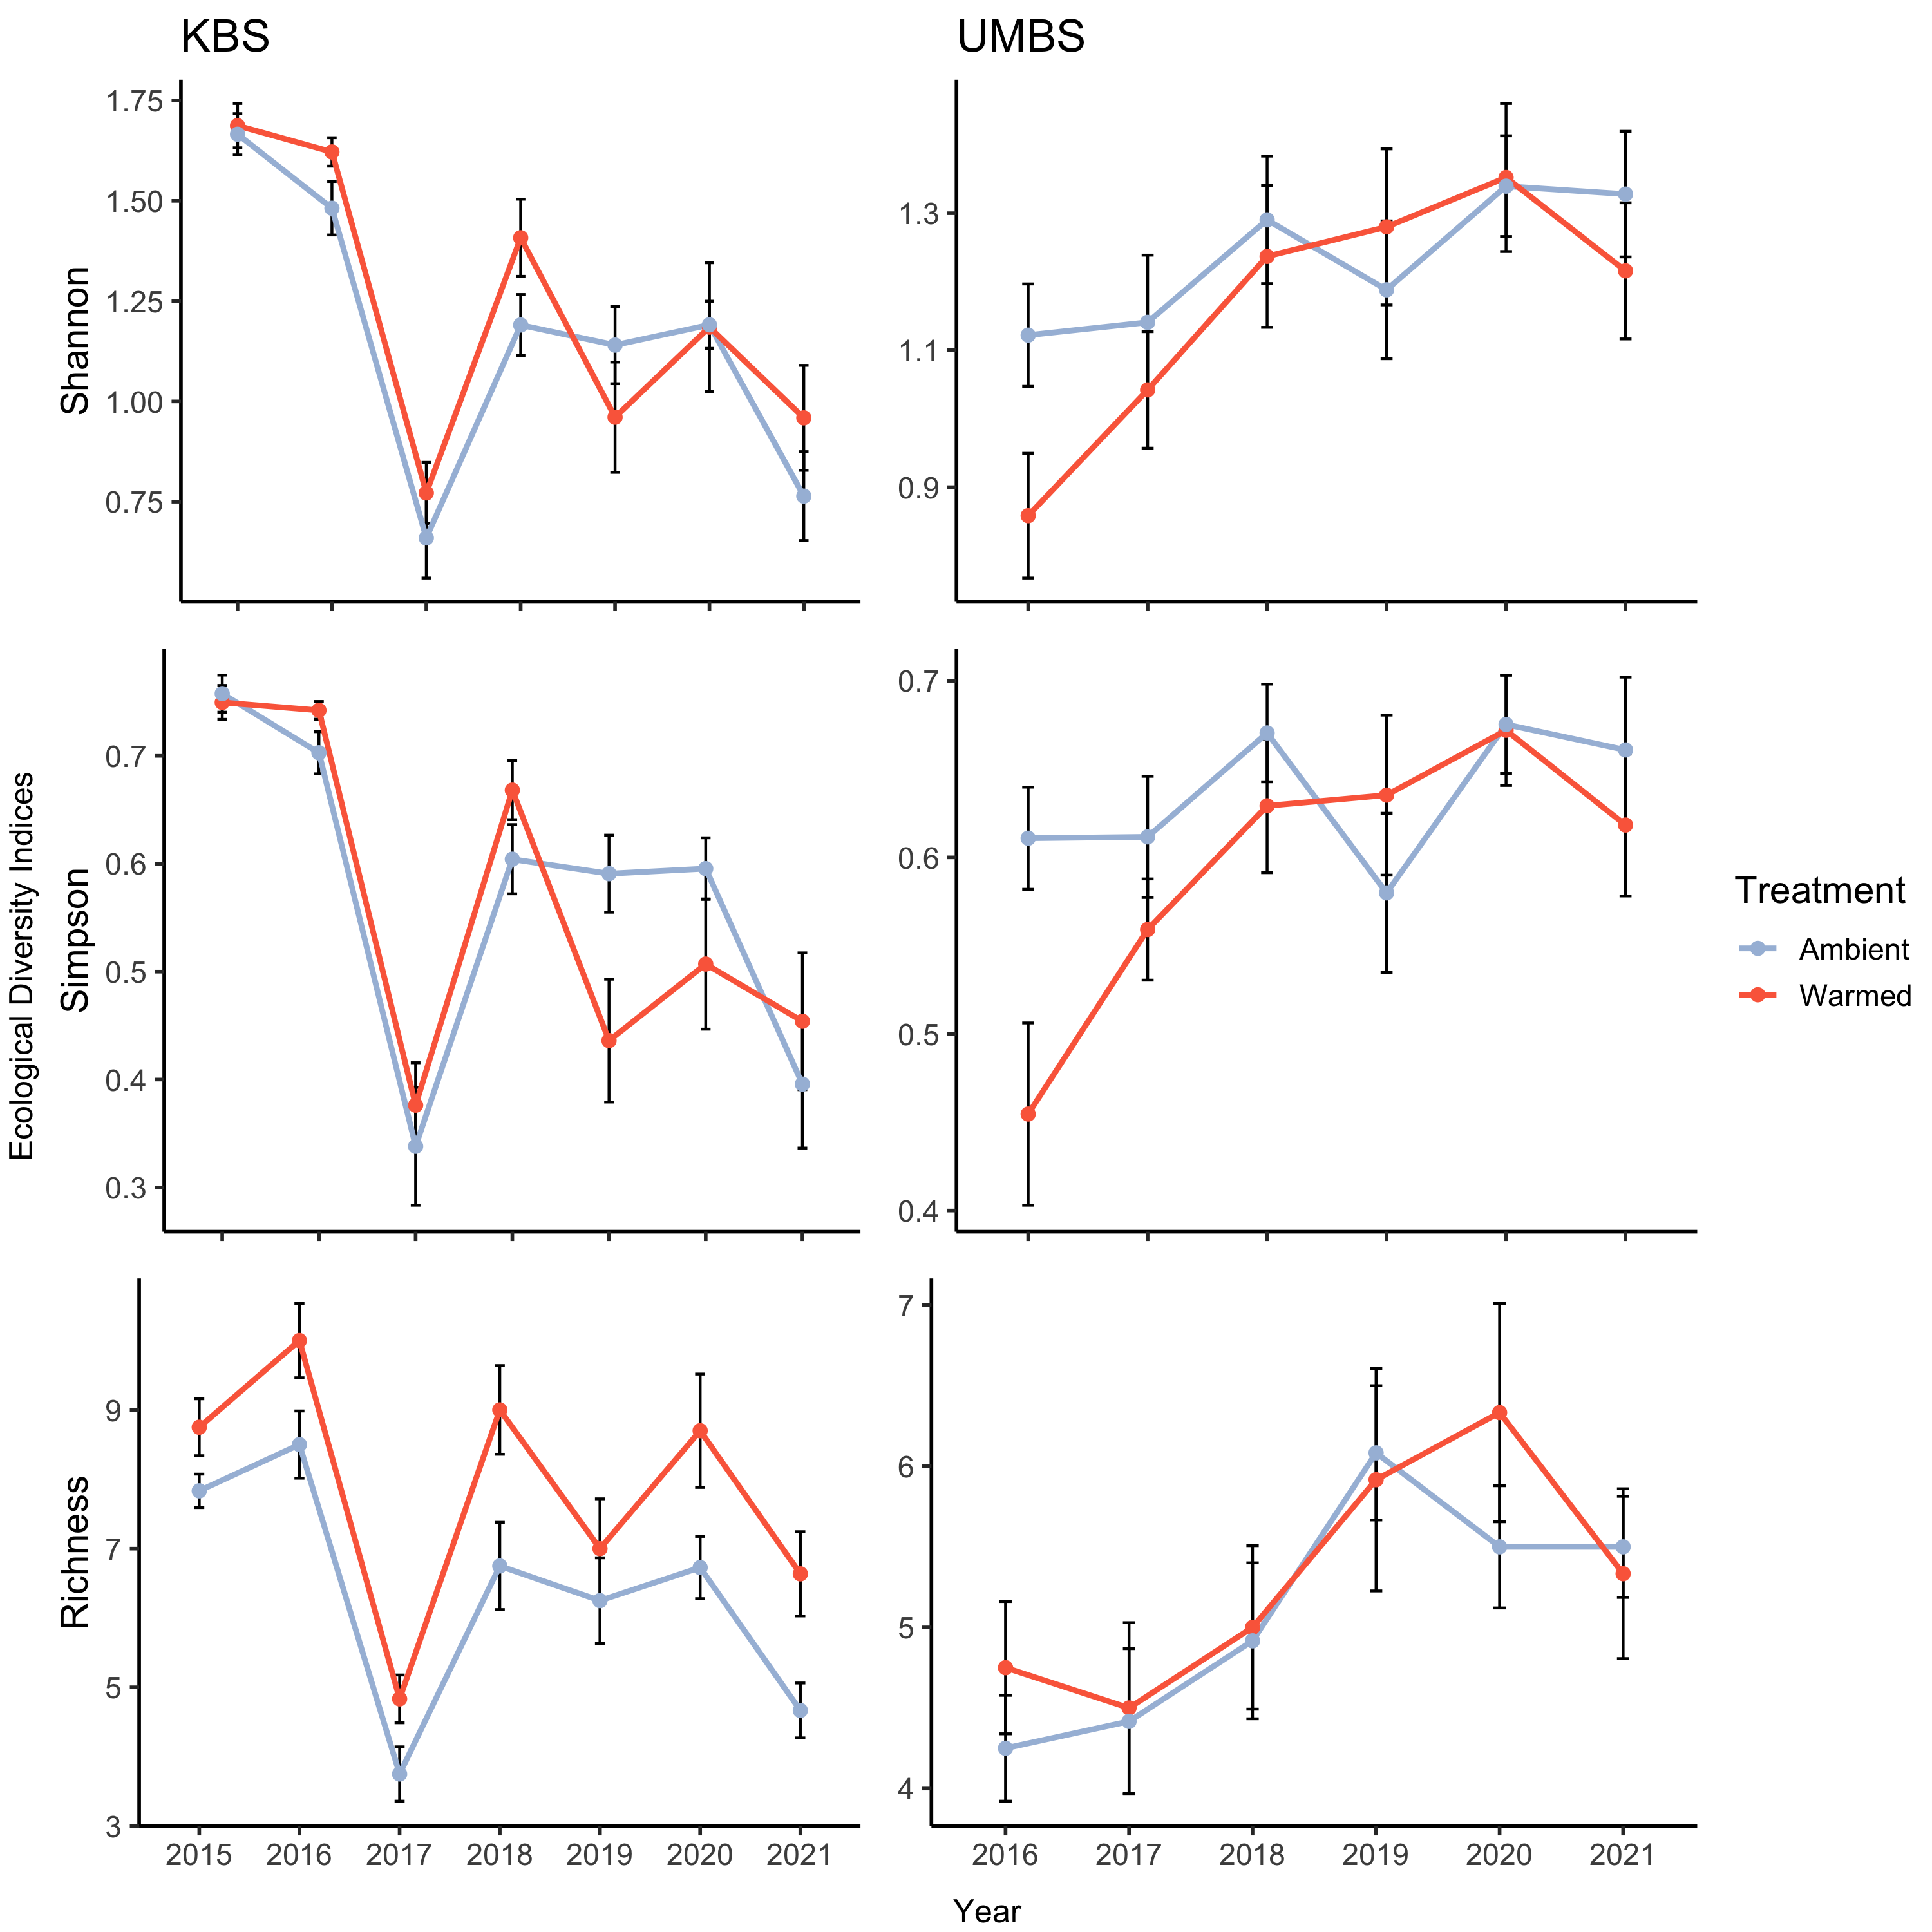 KBS
UMBS
Shannon
1.75
1.50
1.25
1.00
0.75
1.3
1.1
0.9
Ecological Diversity Indices
Simpson
0.7
0.6
0.5
0.4
0.3
0.7
0.6
0.5
0.4
Treatment
Ambient
Warmed
Richness
9
7
5
3
7
6
5
4
2015 2016 2017 2018 2019 2020 2021
2016 2017 2018 2019 2020 2021
Year